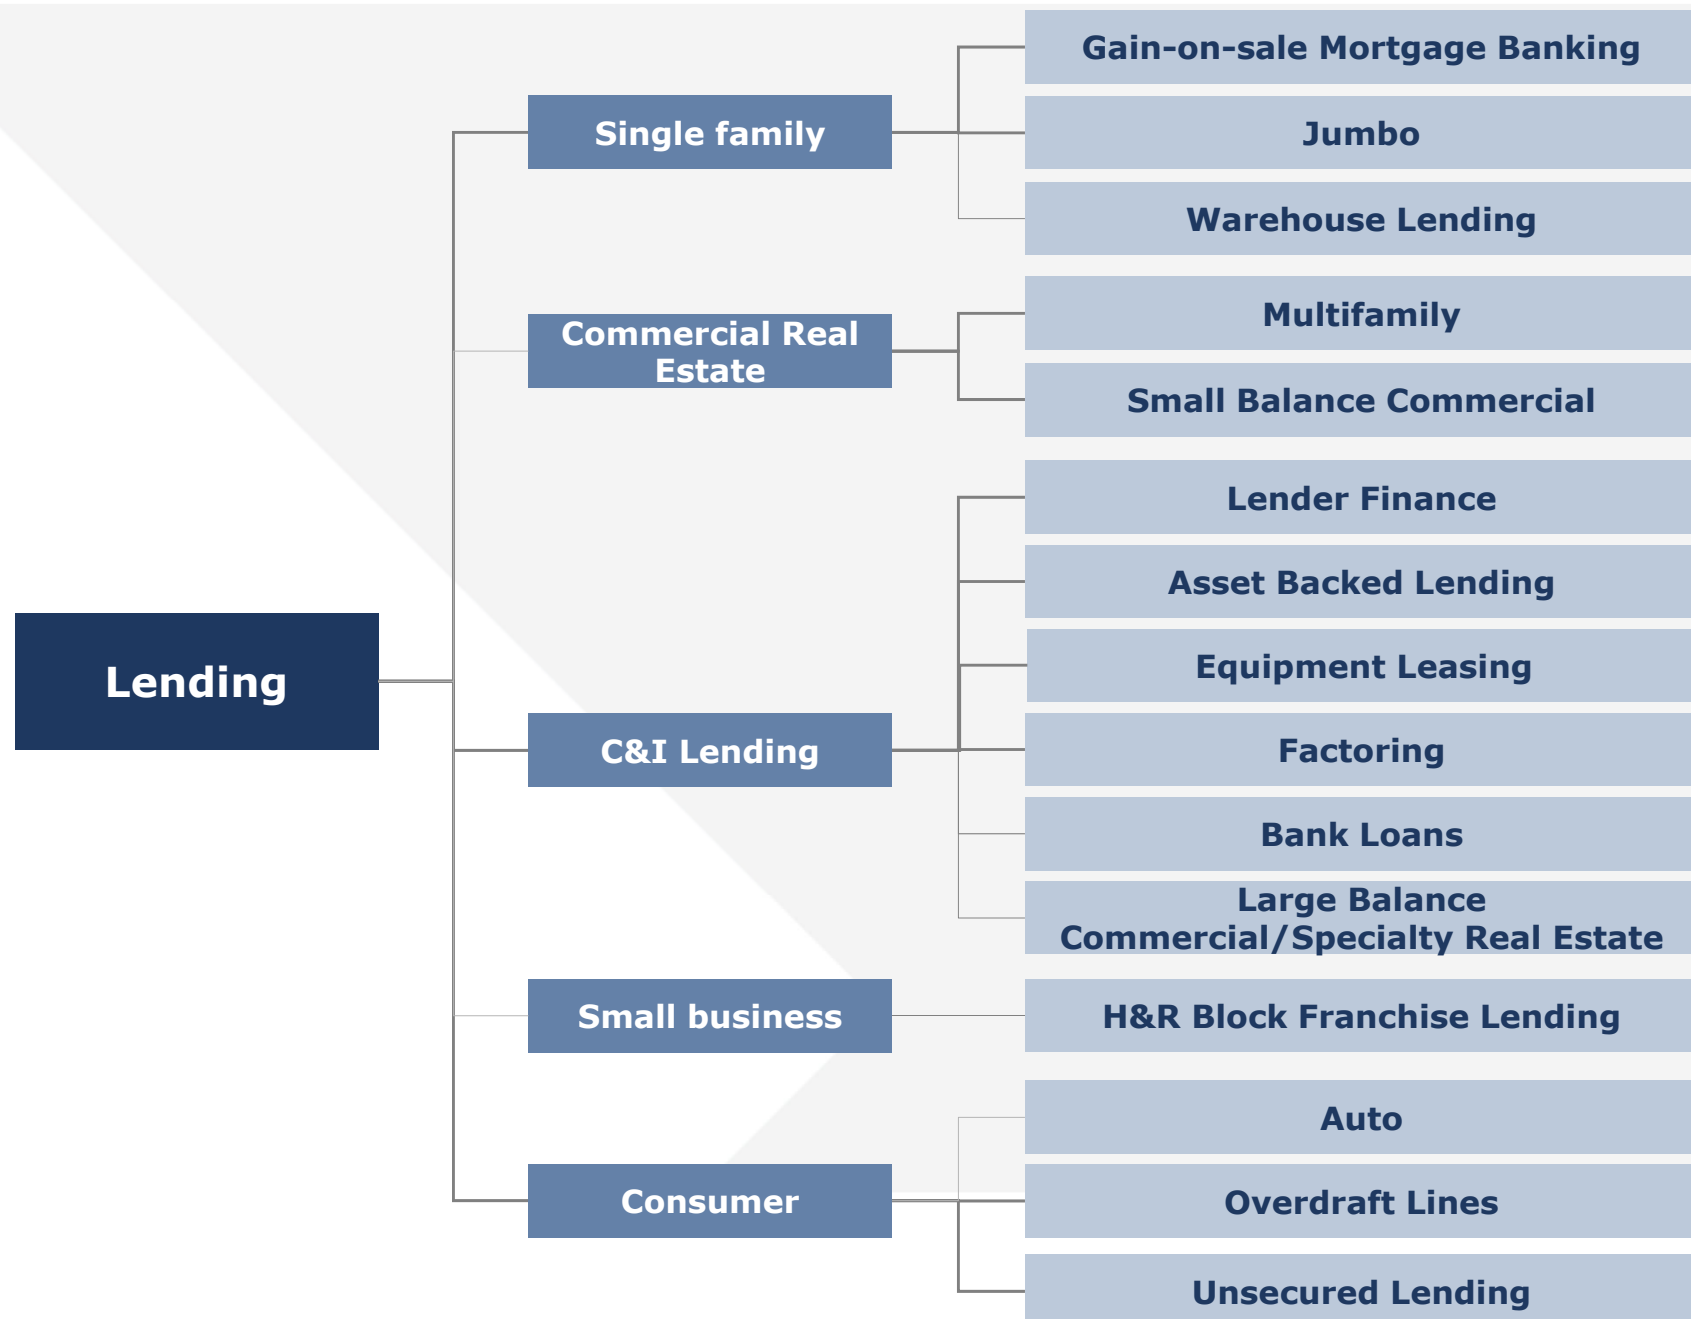 Lending
Single family
Gain-on-sale Mortgage Banking
Jumbo
Warehouse Lending
Commercial Real
Estate
Multifamily
Small Balance Commercial
C&I Lending
Lender Finance
Asset Backed Lending
Equipment Leasing
Factoring
Bank Loans
Large Balance
Commercial/Specialty Real Estate
Small business
H&R Block Franchise Lending
Consumer
Auto
Overdraft Lines
Unsecured Lending